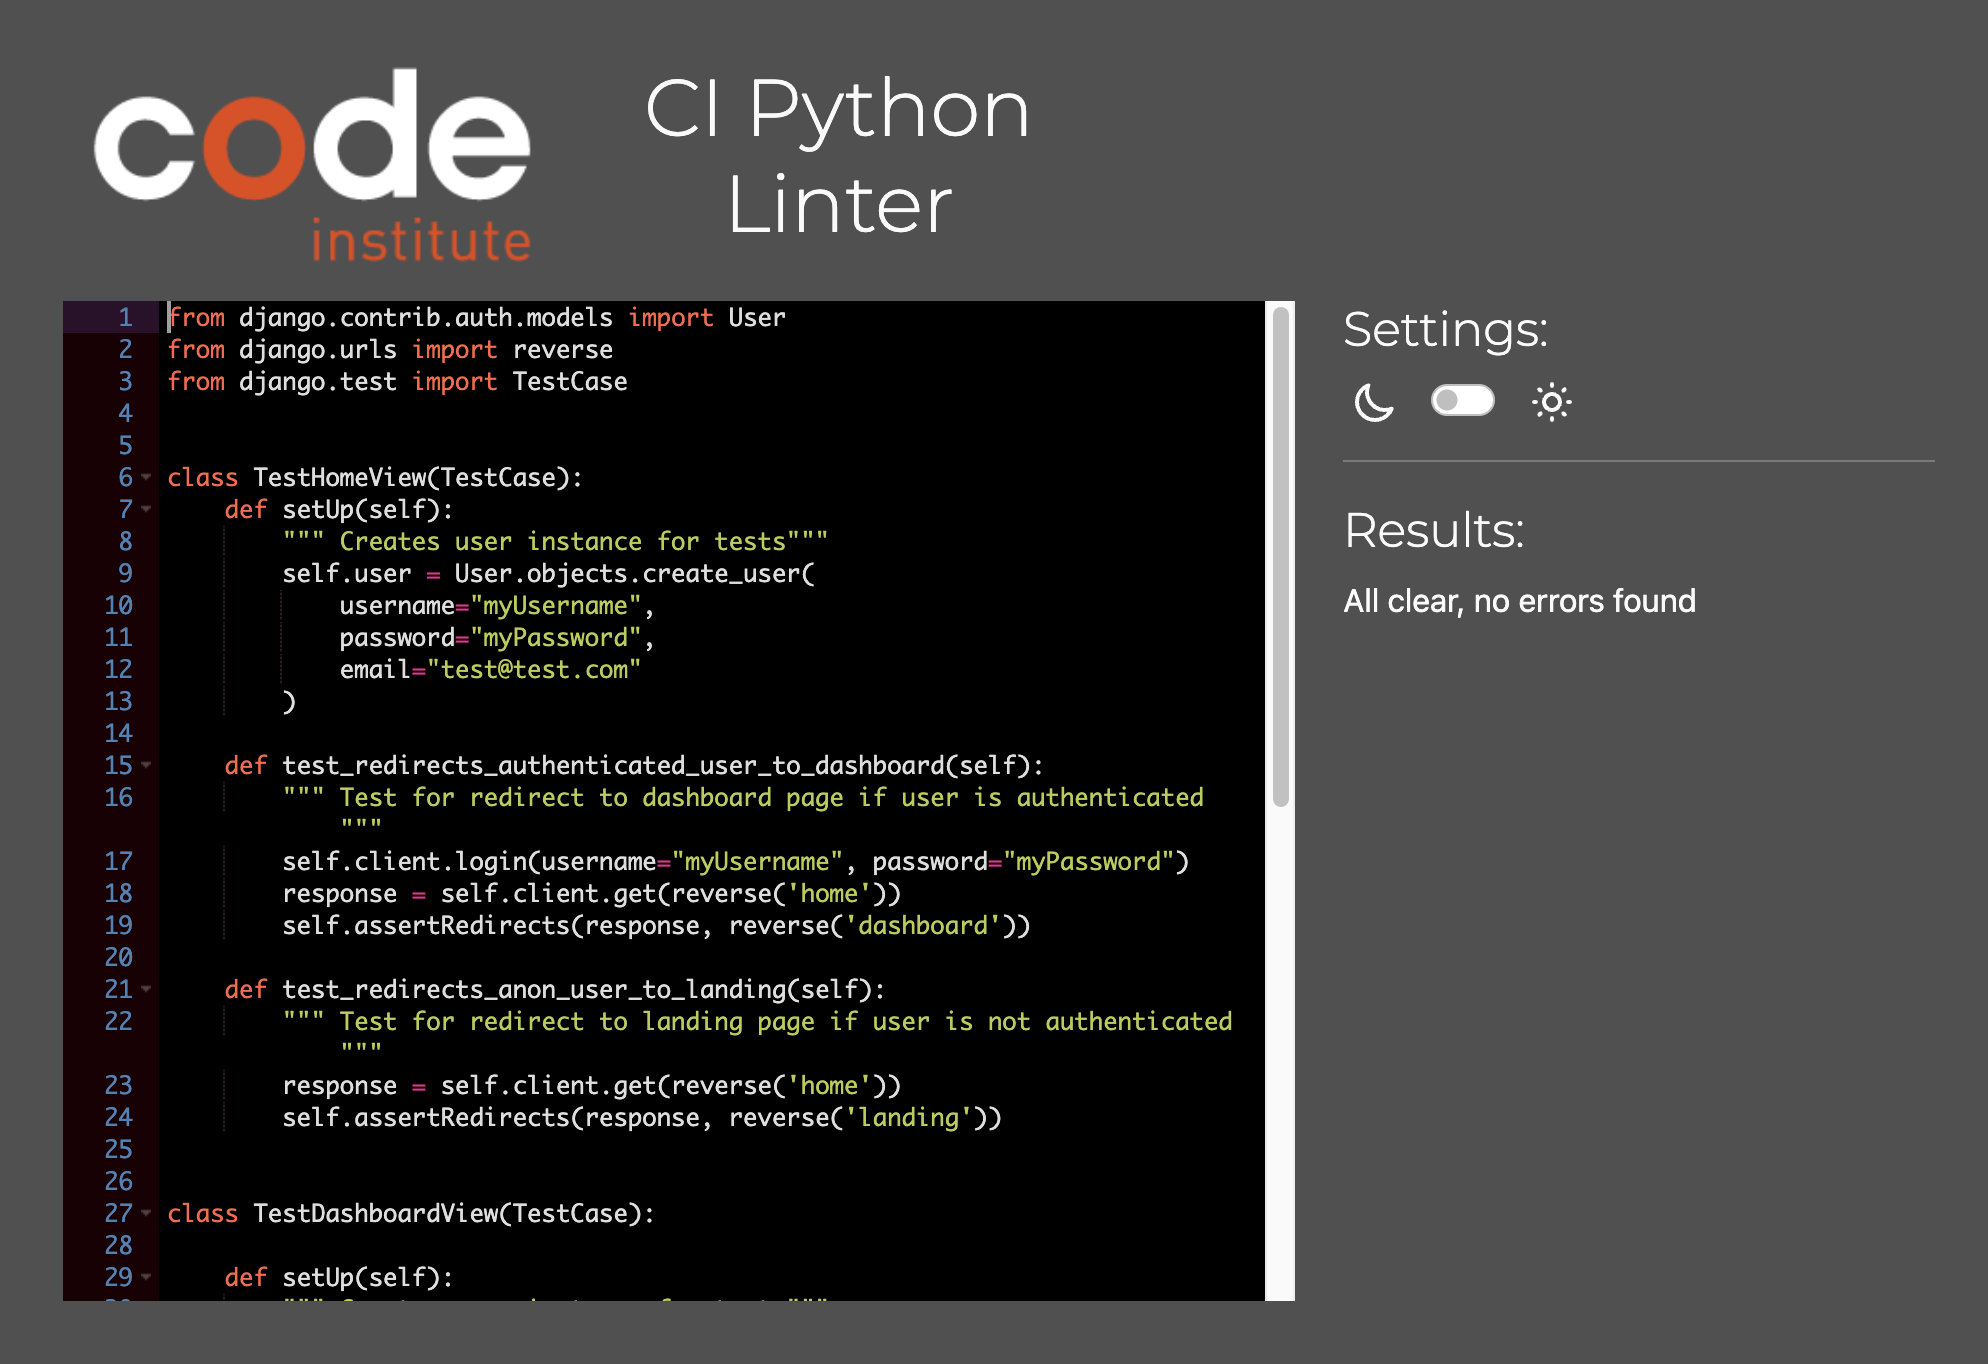 code
institute
CI Python
Linter
1 from django.contrib.auth.models import User
2 from django.urls import reverse
3 from django.test import TestCase
4
5
6 class TestHomeView(TestCase):
7     def setUp(self):
8         """ Creates user instance for tests"""
9         self.user = User.objects.create_user(
10             username="myUsername",
11             password="myPassword",
12             email="test@test.com"
13         )
14
15     def test_redirects_authenticated_user_to_dashboard(self):
16         """ Test for redirect to dashboard page if user is authenticated
            """
17         self.client.login(username="myUsername", password="myPassword")
18         response = self.client.get(reverse('home'))
19         self.assertRedirects(response, reverse('dashboard'))
20
21     def test_redirects_anon_user_to_landing(self):
22         """ Test for redirect to landing page if user is not authenticated
            """
23         response = self.client.get(reverse('home'))
24         self.assertRedirects(response, reverse('landing'))
25
26
27 class TestDashboardView(TestCase):
28
29     def setUp(self):
Settings:
Results:
All clear, no errors found